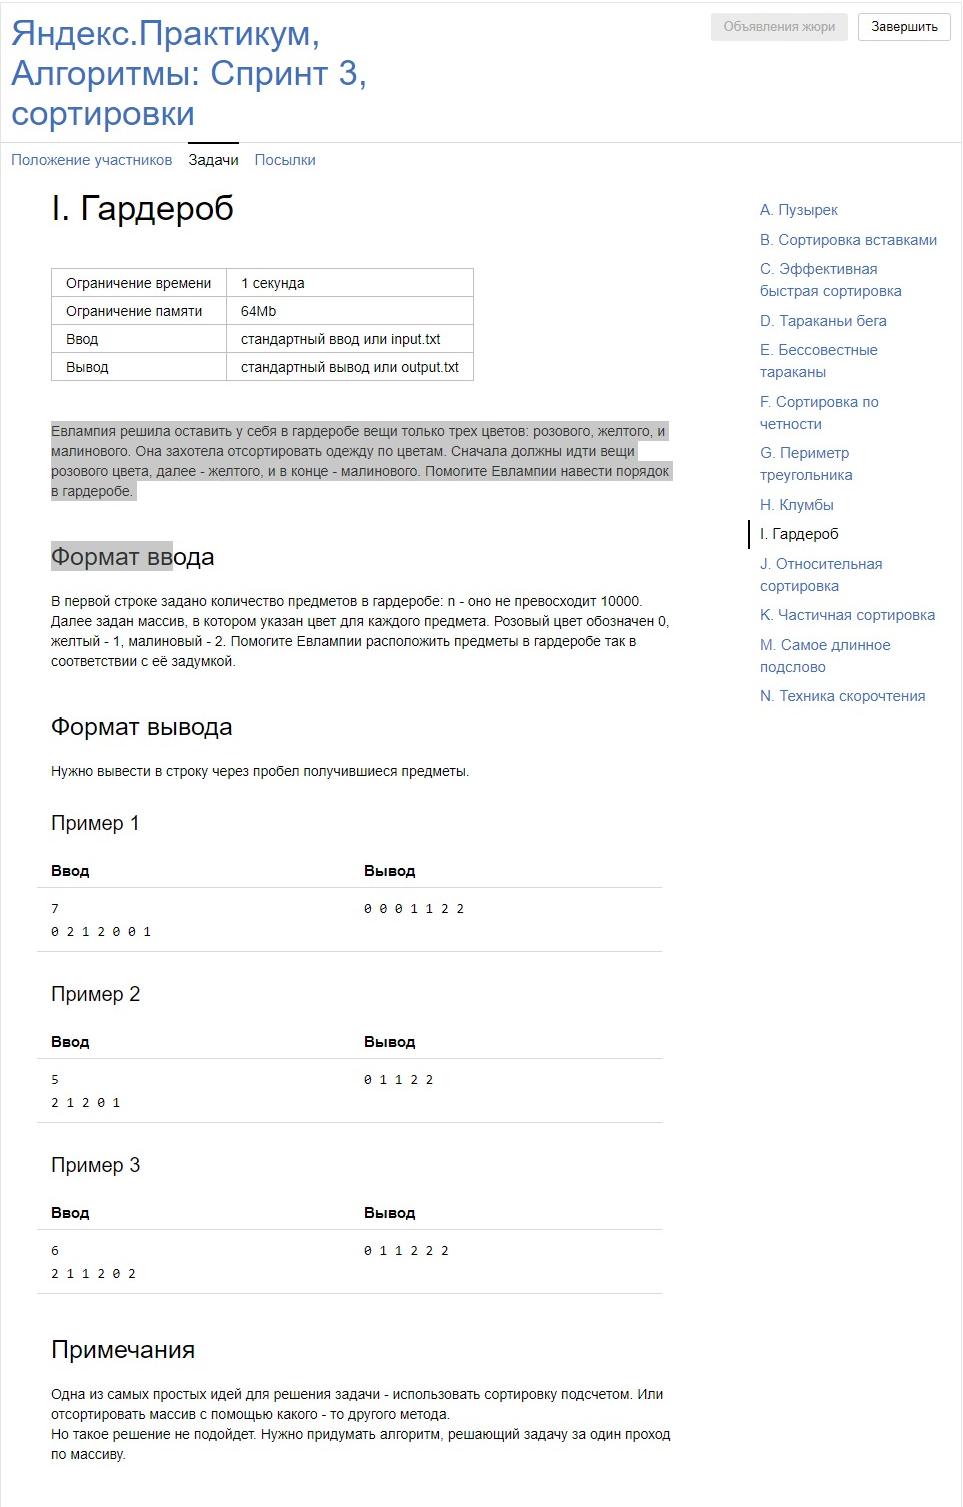 Яндекс.Практикум,
Алгоритмы: Спринт 3,
сортировки
Объявления жюри
Завершить
Положение участников
Задачи
Посылки
I. Гардероб
Ограничение времени 1 секунда
Ограничение памяти 64Mb
Ввод стандартный ввод или input.txt
Вывод стандартный вывод или output.txt
Евлампия решила оставить у себя в гардеробе вещи только трех цветов: розового, желтого, и
малинового. Она захотела отсортировать одежду по цветам. Сначала должны идти вещи
розового цвета, далее - желтого, и в конце - малинового. Помогите Евлампии навести порядок
в гардеробе.
Формат ввода
В первой строке задано количество предметов в гардеробе: n - оно не превосходит 10000.
Далее задан массив, в котором указан цвет для каждого предмета. Розовый цвет обозначен 0,
желтый - 1, малиновый - 2. Помогите Евлампии расположить предметы в гардеробе так в
соответствии с её задумкой.
Формат вывода
Нужно вывести в строку через пробел получившиеся предметы.
Пример 1
Ввод Вывод
7 0 0 0 1 1 2 2
0 2 1 2 0 0 1
Пример 2
Ввод Вывод
5 0 1 1 2 2
2 1 2 0 1
Пример 3
Ввод Вывод
6 0 1 1 2 2 2
2 1 1 2 0 2
Примечания
Одна из самых простых идей для решения задачи - использовать сортировку подсчетом. Или
отсортировать массив с помощью какого - то другого метода.
Но такое решение не подойдет. Нужно придумать алгоритм, решающий задачу за один проход
по массиву.
A. Пузырек
B. Сортировка вставками
C. Эффективная
быстрая сортировка
D. Тараканьи бега
E. Бессовестные
тараканы
F. Сортировка по
четности
G. Периметр
треугольника
H. Клумбы
I. Гардероб
J. Относительная
сортировка
K. Частичная сортировка
M. Самое длинное
подслово
N. Техника скорочтения